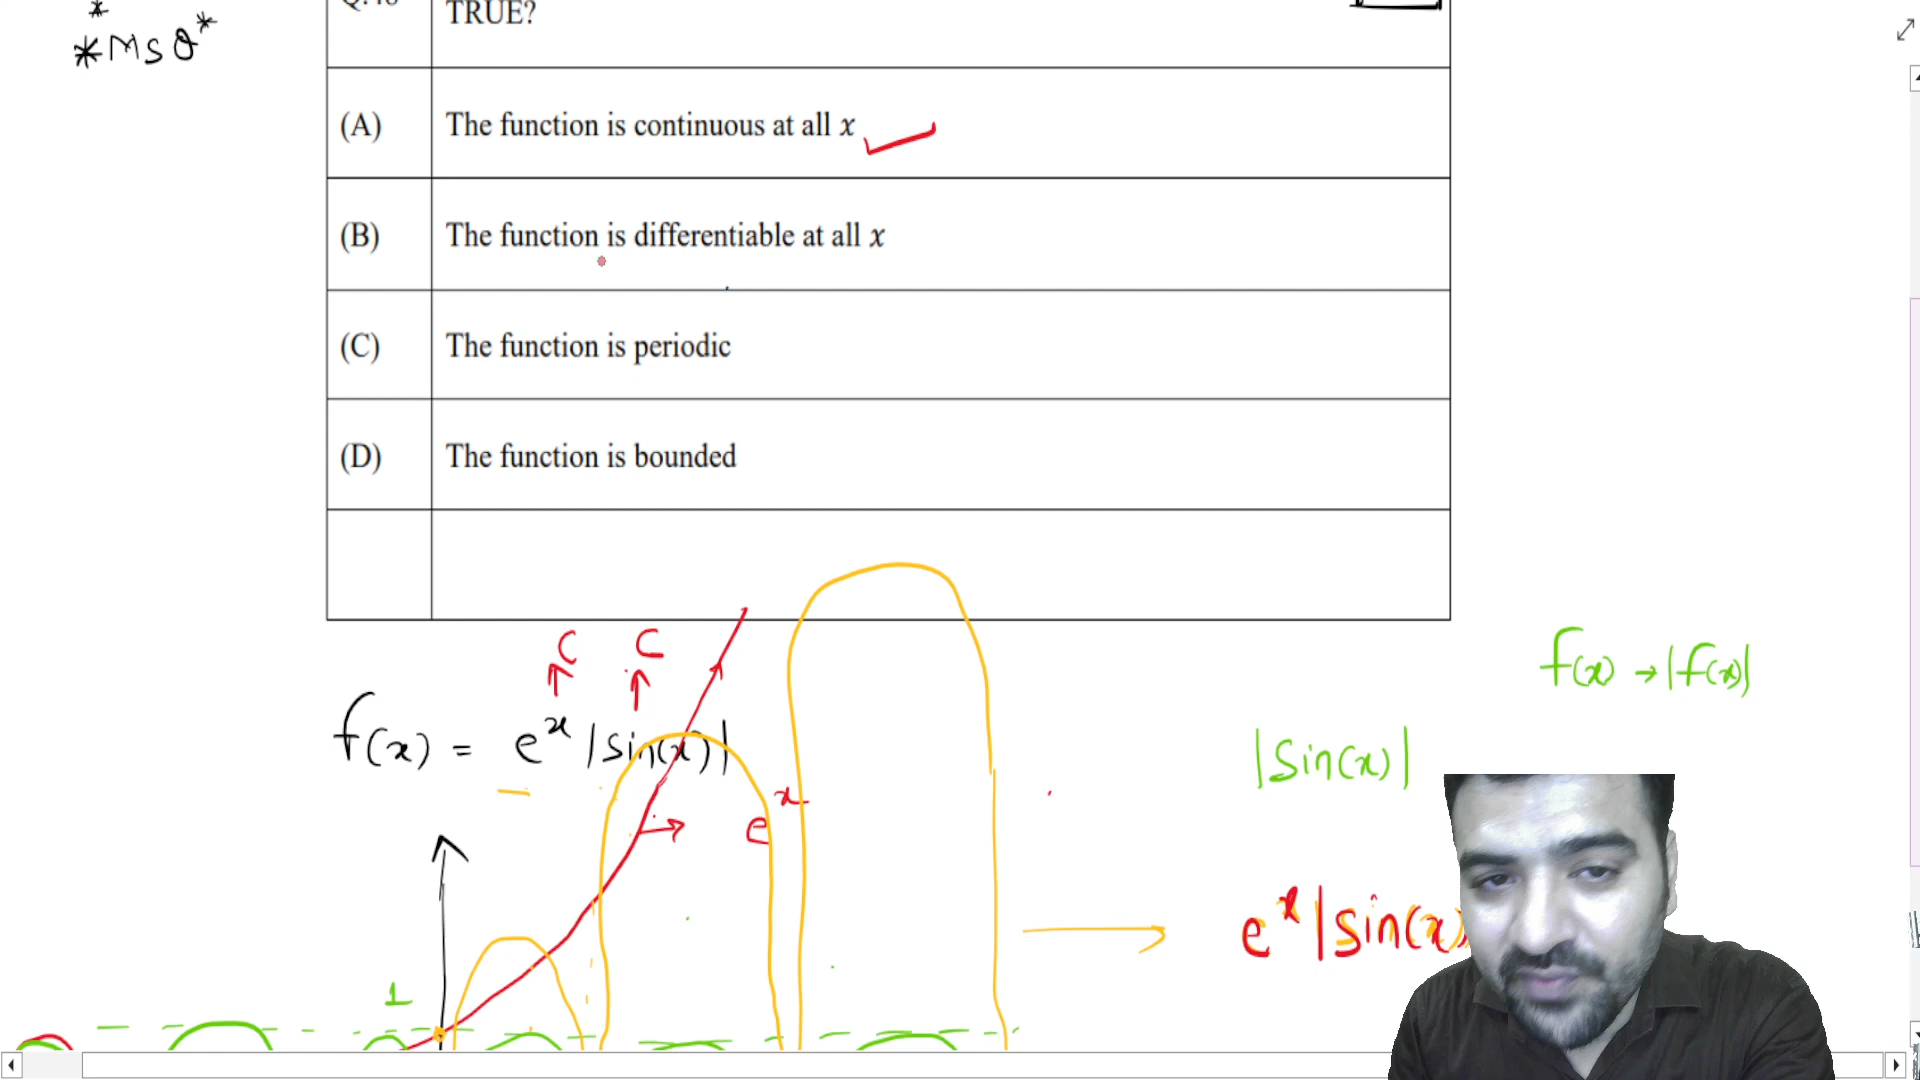 *
*MSQ*
TRUE?
(A) The function is continuous at all x
(B) The function is differentiable at all x
(C) The function is periodic
(D) The function is bounded
C C
f(x) → |f(x)|
f(x) = e^x |sin(x)|
|sin(x)|
e^x
e^x |sin(x)
1